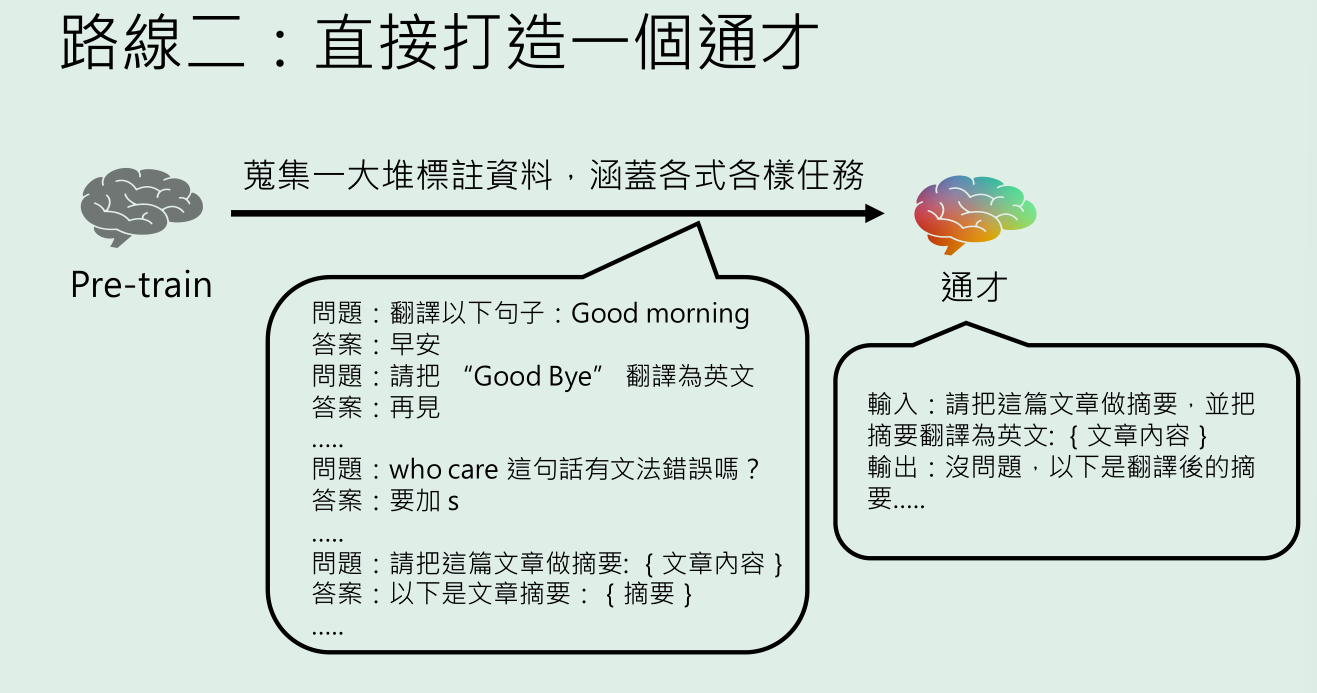 路線二：直接打造一個通才
蒐集一大堆標註資料，涵蓋各式各樣任務
Pre-train
通才
問題：翻譯以下句子：Good morning
答案：早安
問題：請把 “Good Bye” 翻譯為英文
答案：再見
.....
問題：who care 這句話有文法錯誤嗎？
答案：要加 s
.....
問題：請把這篇文章做摘要: { 文章內容 }
答案：以下是文章摘要： { 摘要 }
.....
輸入：請把這篇文章做摘要，並把
摘要翻譯為英文: { 文章內容 }
輸出：沒問題，以下是翻譯後的摘
要.....